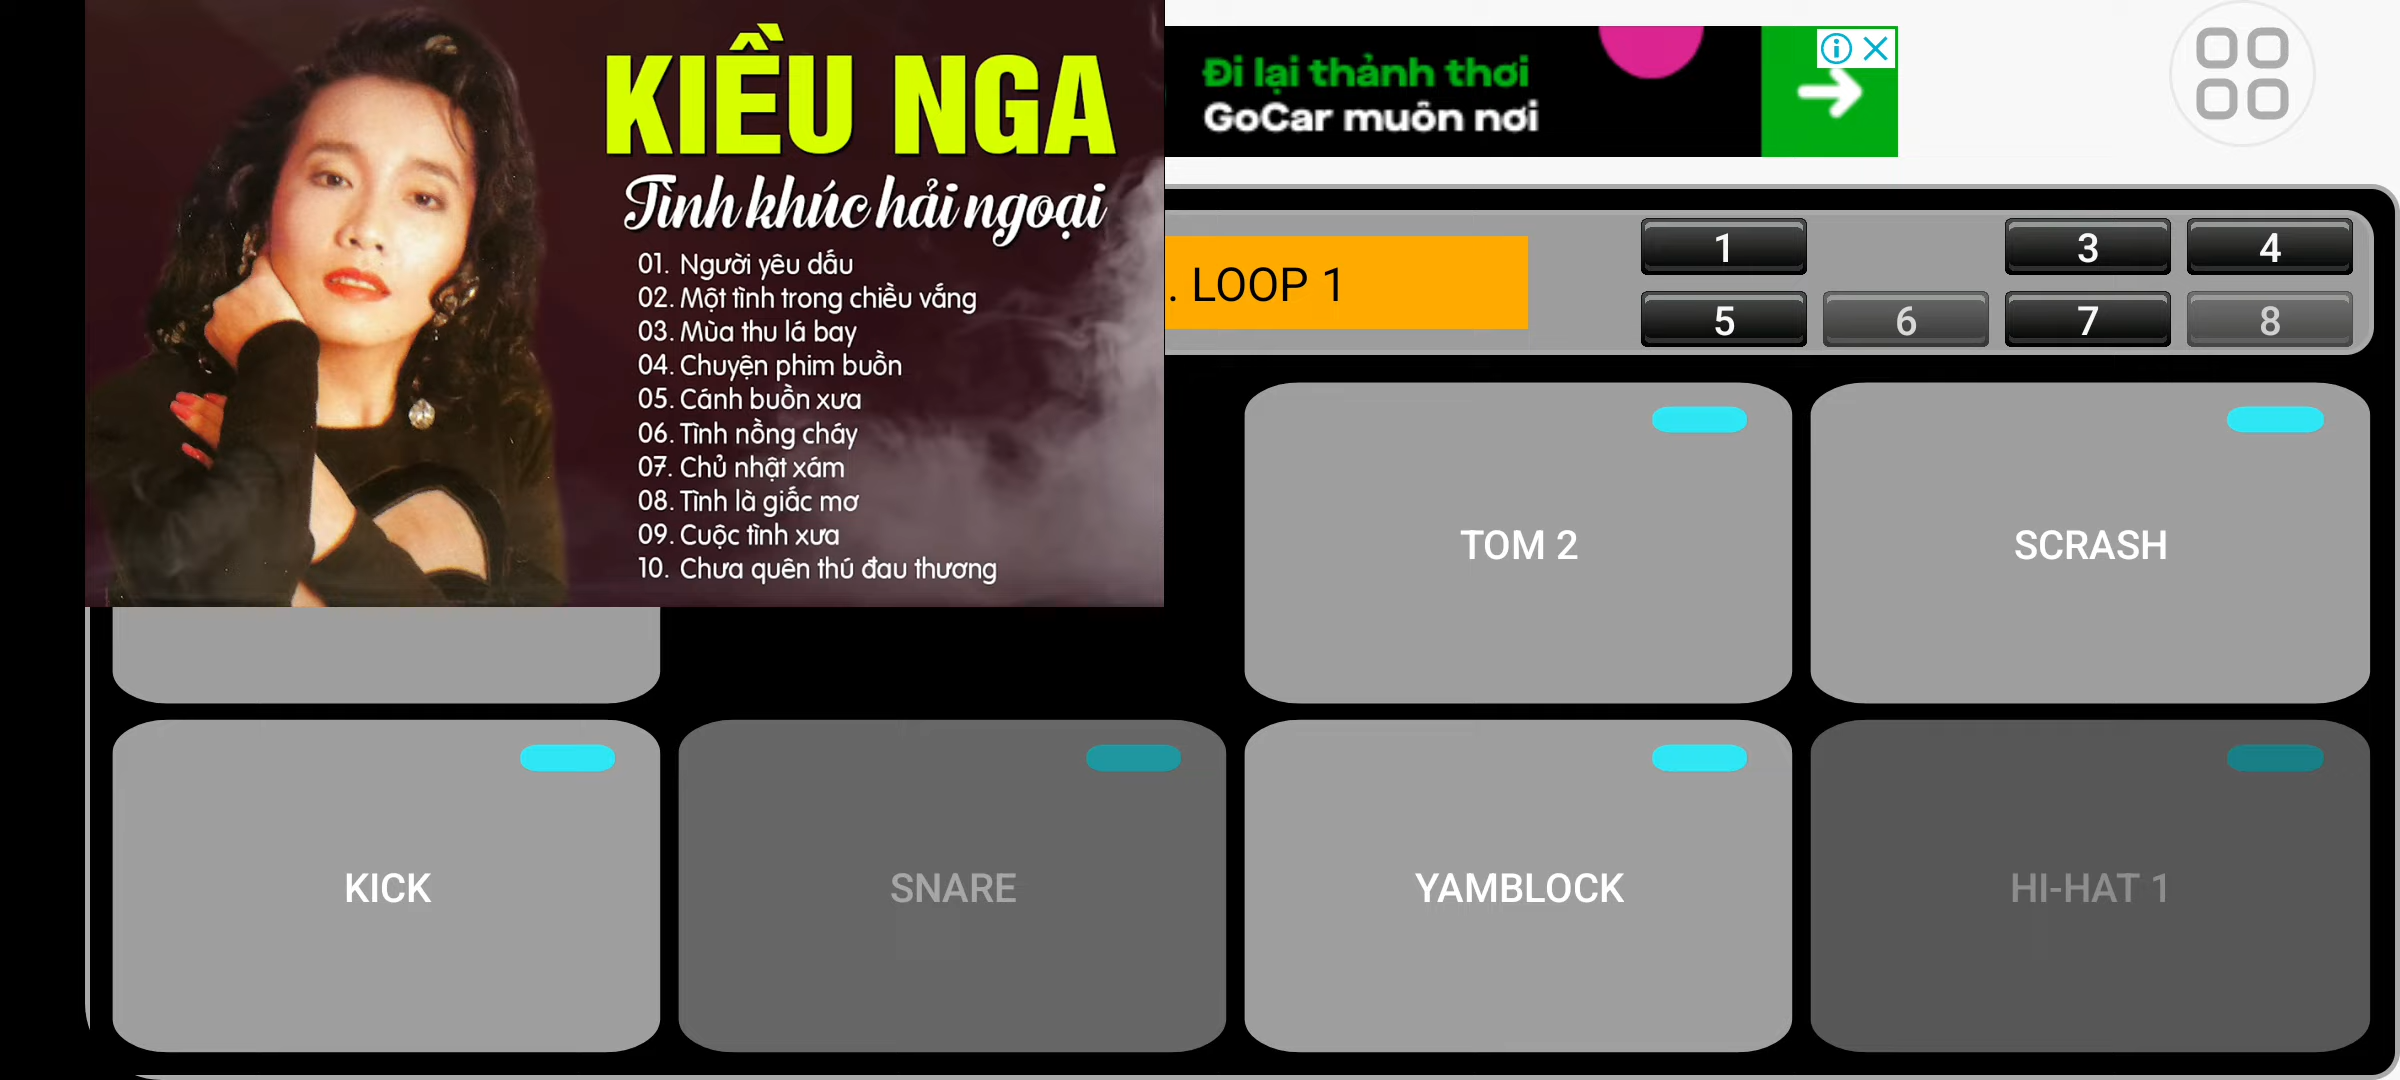 KIỀU NGA
Tình khúc hải ngoại
01. Người yêu dấu
02. Một tình trong chiều vắng
03. Mùa thu lá bay
04. Chuyện phim buồn
05. Cánh buồn xưa
06. Tình nồng cháy
07. Chủ nhật xám
08. Tình là giấc mơ
09. Cuộc tình xưa
10. Chưa quên thú đau thương
Đi lại thảnh thơi
GoCar muôn nơi
. LOOP 1
1 3 4
5 6 7 8
TOM 2 SCRASH
KICK SNARE YAMBLOCK HI-HAT 1